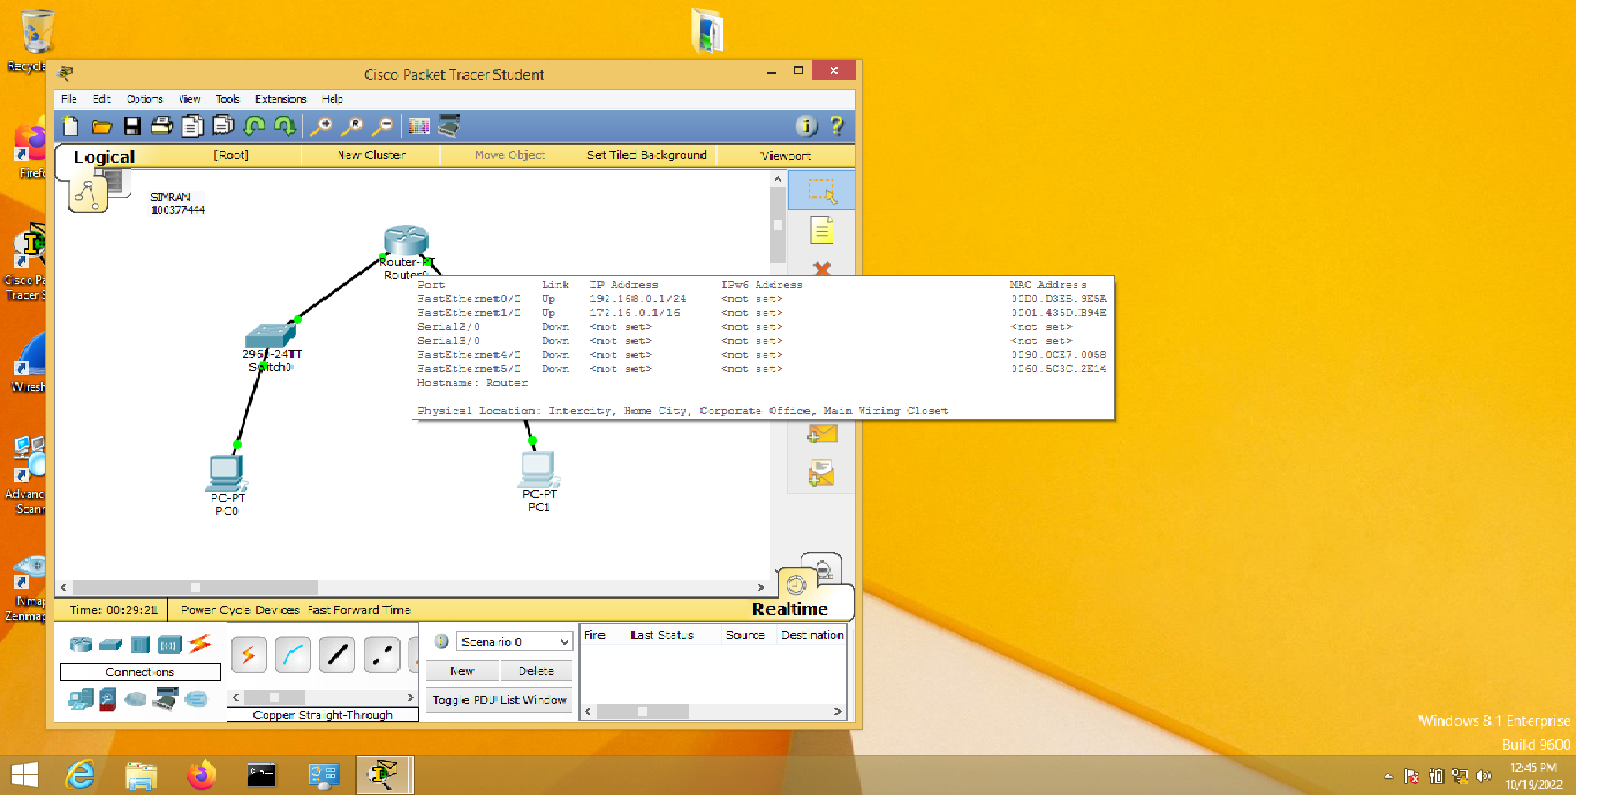 Recycle
Cisco Packet Tracer Student
File Edit Options View Tools Extensions Help
Logical [Root] New Cluster Move Object Set Tiled Background Viewport
Firefo
SIMRAN
100377444
Cisco Pa
Tracer S
Router-PT
Router0
Port Link IP Address IPv6 Address MAC Address
FastEthernet0/0 Up 192.168.0.1/24 <not set> 00D0.D3EB.9E5A
FastEthernet1/0 Up 172.16.0.1/16 <not set> 0001.435D.B94E
Serial2/0 Down <not set> <not set> <not set>
Serial3/0 Down <not set> <not set> <not set>
FastEthernet4/0 Down <not set> <not set> 0090.0CE7.0058
FastEthernet5/0 Down <not set> <not set> 0060.5C3C.2E14
Hostname: Router
Physical Location: Intercity, Home City, Corporate Office, Main Wiring Closet
2960-24TT
Switch0
Wiresh
Advanc
Scann
PC-PT
PC0
PC-PT
PC1
Nmap
Zenmap
Time: 00:29:21 Power Cycle Devices Fast Forward Time Realtime
Connections
Copper Straight-Through
Scenario 0
New Delete
Toggle PDU List Window
Fire Last Status Source Destination
Windows 8.1 Enterprise
Build 9600
12:45 PM
10/19/2022